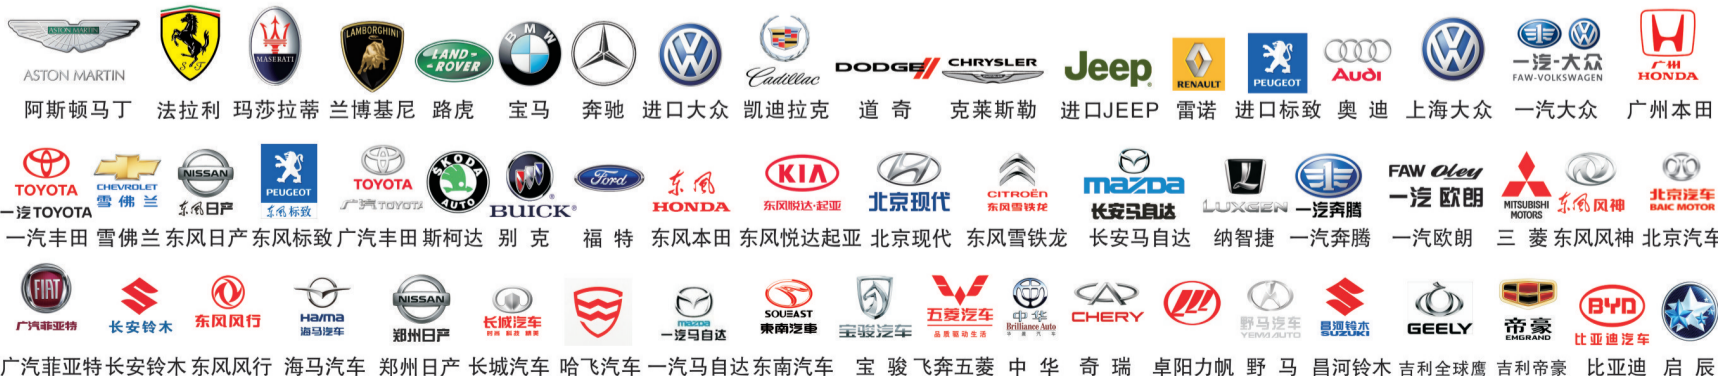 ASTON MARTIN
ASTON MARTIN
S F
MASERATI
LAMBORGHINI
LAND-
ROVER
BMW
Cadillac
DODGE
CHRYSLER
Jeep
RENAULT
PEUGEOT
Audi
一汽-大众
FAW-VOLKSWAGEN
广州
HONDA
阿斯顿马丁 法拉利 玛莎拉蒂 兰博基尼 路虎 宝马 奔驰 进口大众 凯迪拉克 道奇 克莱斯勒 进口JEEP 雷诺 进口标致 奥迪 上海大众 一汽大众 广州本田
TOYOTA
一汽TOYOTA
CHEVROLET
雪佛兰
NISSAN
东风日产
PEUGEOT
东风标致
TOYOTA
广汽TOYOTA
SKODA
AUTO
BUICK
Ford
东风
HONDA
KIA
东风悦达·起亚
北京现代
CITROËN
东风雪铁龙
mazda
长安马自达
LUXGEN
一汽奔腾
FAW Oley
一汽 欧朗
MITSUBISHI
MOTORS
东风风神
北京汽车
BAIC MOTOR
一汽丰田 雪佛兰 东风日产 东风标致 广汽丰田 斯柯达 别克 福特 东风本田 东风悦达起亚 北京现代 东风雪铁龙 长安马自达 纳智捷 一汽奔腾 一汽欧朗 三菱 东风风神 北京汽车
FIAT
广汽菲亚特
长安铃木
东风风行
Haima
海马汽车
NISSAN
郑州日产
长城汽车
mazda
一汽马自达
SOUEAST
東南汽車
宝骏汽车
五菱汽车
品质驱动生活
中华
Brilliance Auto
CHERY
野马汽车
YEMA AUTO
昌河铃木
SUZUKI
GEELY
帝豪
EMGRAND
BYD
比亚迪汽车
广汽菲亚特 长安铃木 东风风行 海马汽车 郑州日产 长城汽车 哈飞汽车 一汽马自达 东南汽车 宝骏 飞奔五菱 中华 奇瑞 卓阳力帆 野马 昌河铃木 吉利全球鹰 吉利帝豪 比亚迪 启辰